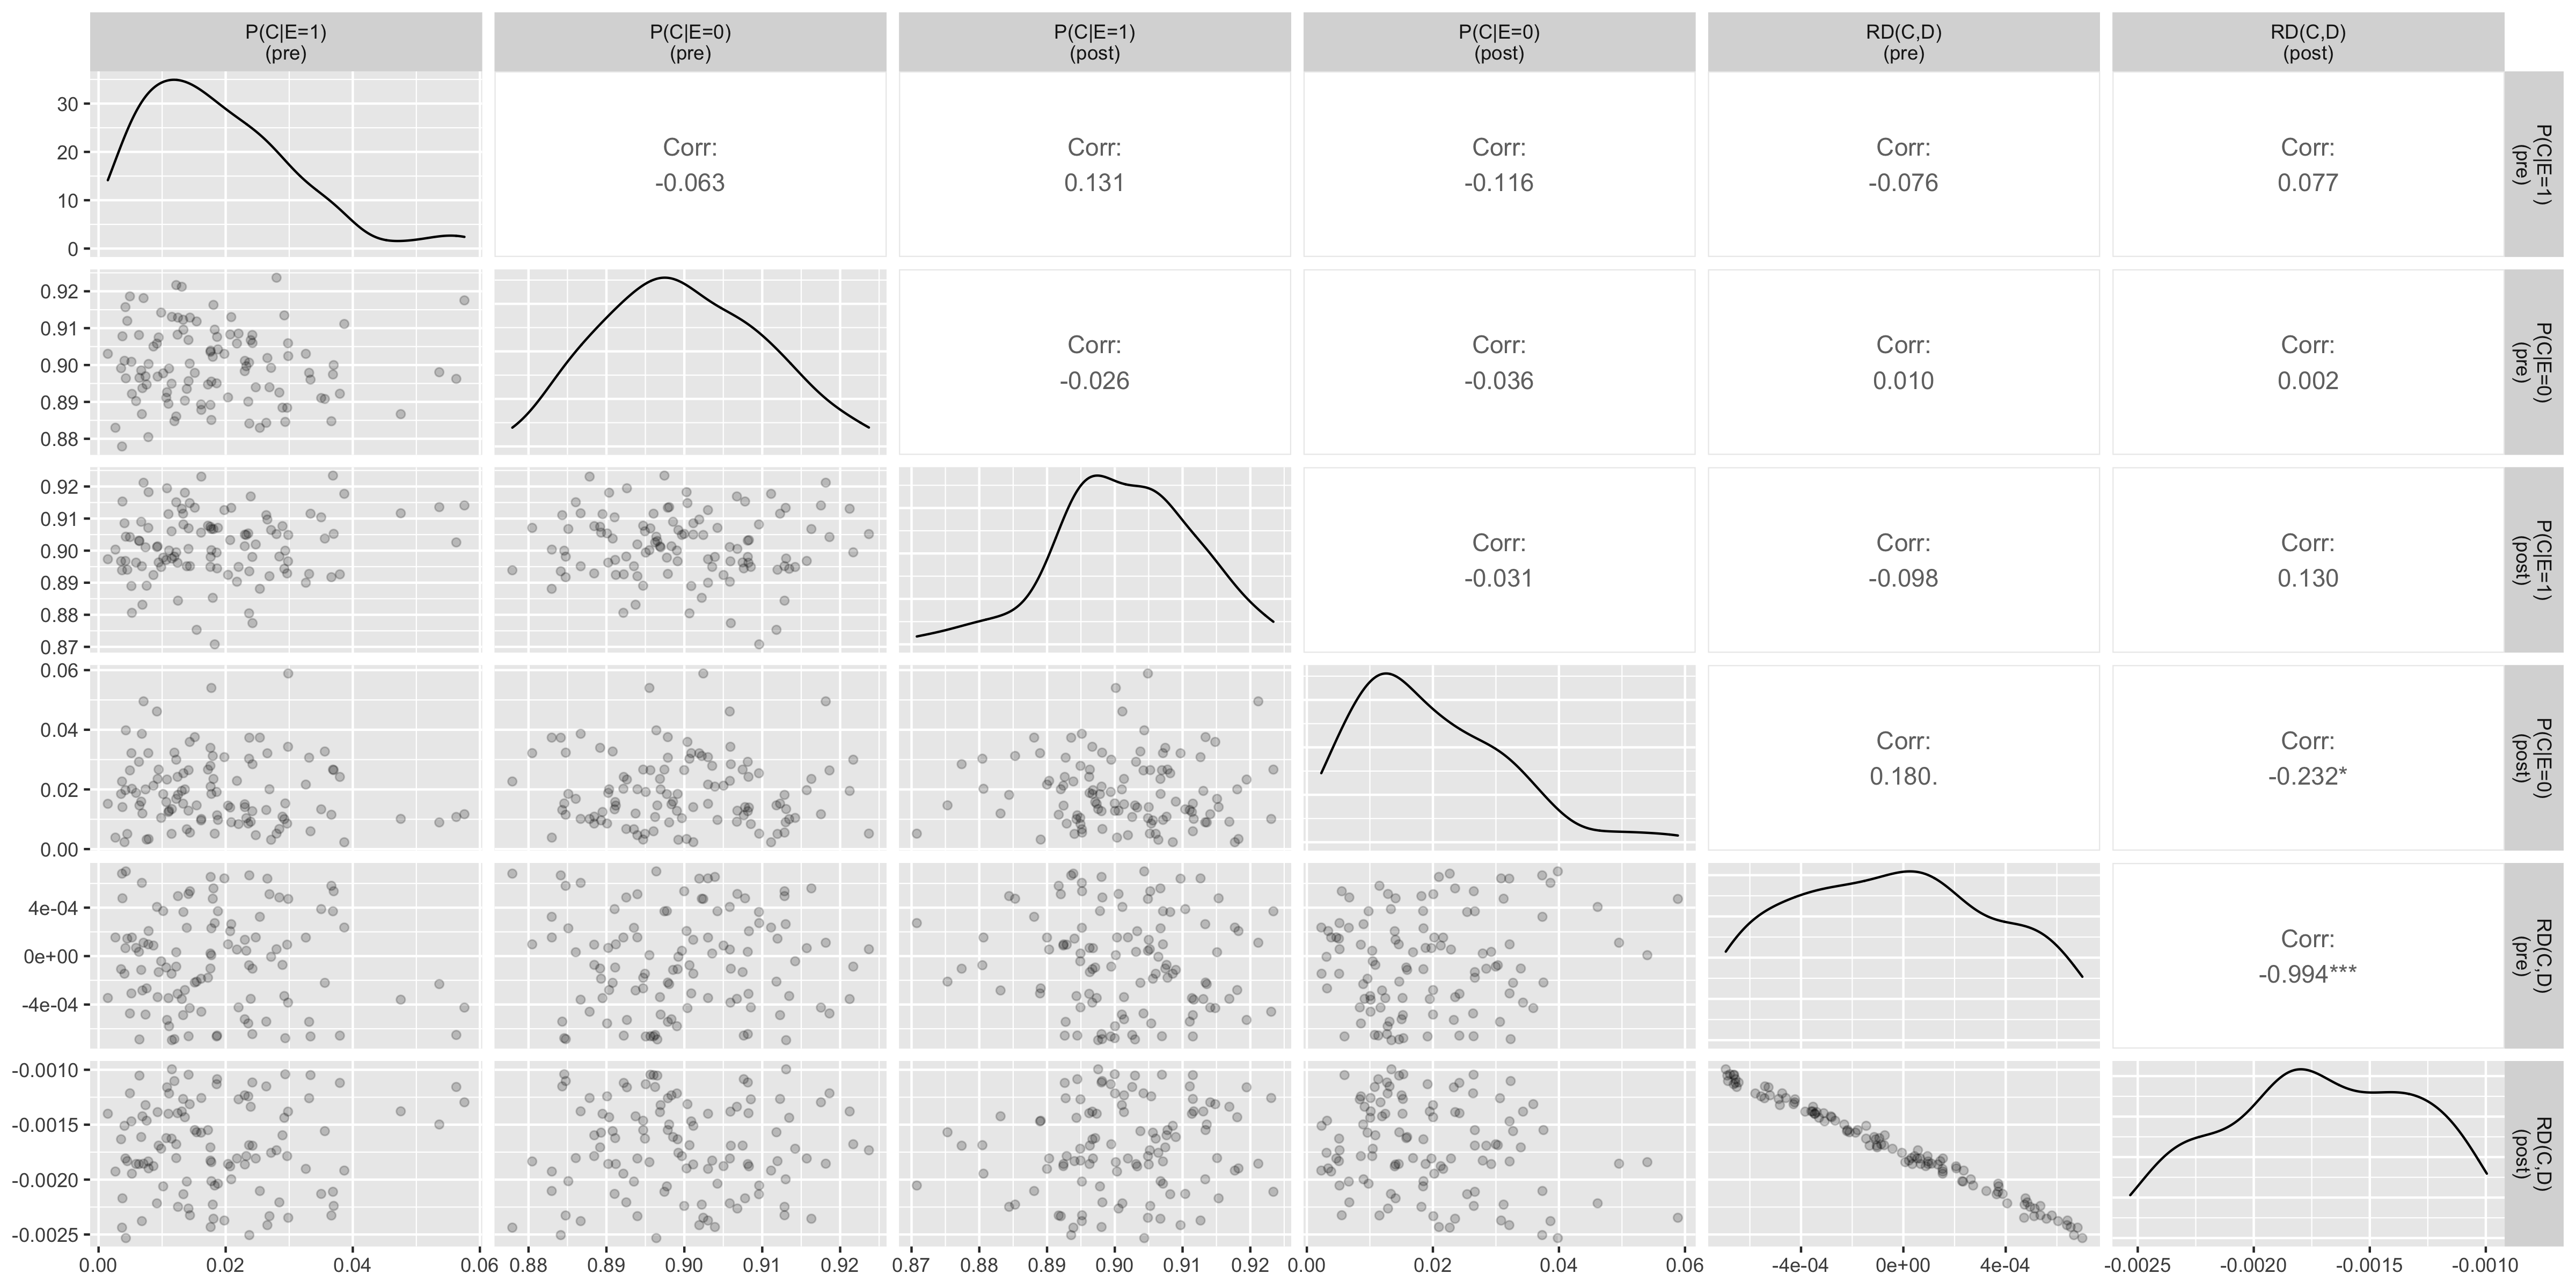 P(C|E=1)
(pre)
P(C|E=0)
(pre)
P(C|E=1)
(post)
P(C|E=0)
(post)
RD(C,D)
(pre)
RD(C,D)
(post)
30
20
10
0
Corr:
-0.063
Corr:
0.131
Corr:
-0.116
Corr:
-0.076
Corr:
0.077
P(C|E=1)
(pre)
0.92
0.91
0.90
0.89
0.88
Corr:
-0.026
Corr:
-0.036
Corr:
0.010
Corr:
0.002
P(C|E=0)
(pre)
0.92
0.91
0.90
0.89
0.88
0.87
Corr:
-0.031
Corr:
-0.098
Corr:
0.130
P(C|E=1)
(post)
0.06
0.04
0.02
0.00
Corr:
0.180.
Corr:
-0.232*
P(C|E=0)
(post)
4e-04
0e+00
-4e-04
Corr:
-0.994***
RD(C,D)
(pre)
-0.0010
-0.0015
-0.0020
-0.0025
RD(C,D)
(post)
0.00 0.02 0.04 0.06
0.88 0.89 0.90 0.91 0.92
0.87 0.88 0.89 0.90 0.91 0.92
0.00 0.02 0.04 0.06
-4e-04 0e+00 4e-04
-0.0025 -0.0020 -0.0015 -0.0010